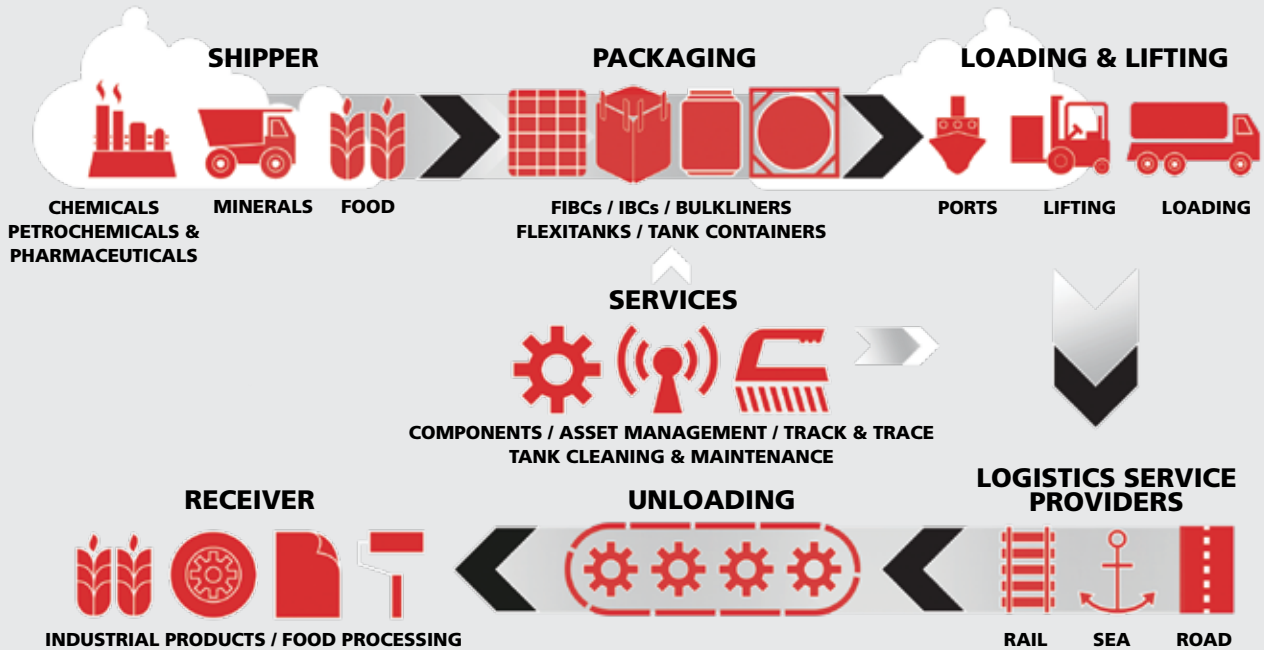 SHIPPER
PACKAGING
LOADING & LIFTING
CHEMICALS
PETROCHEMICALS &
PHARMACEUTICALS
MINERALS
FOOD
FIBCs / IBCs / BULKLINERS
FLEXITANKS / TANK CONTAINERS
PORTS
LIFTING
LOADING
SERVICES
COMPONENTS / ASSET MANAGEMENT / TRACK & TRACE
TANK CLEANING & MAINTENANCE
LOGISTICS SERVICE
PROVIDERS
RECEIVER
UNLOADING
INDUSTRIAL PRODUCTS / FOOD PROCESSING
RAIL
SEA
ROAD